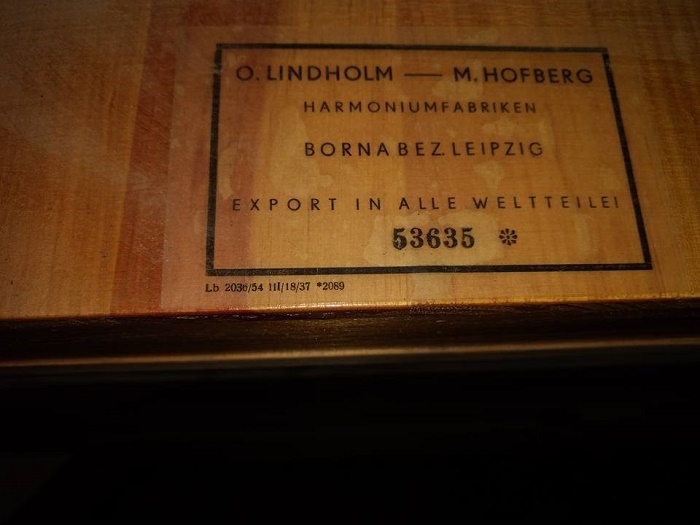 O. LINDHOLM — M. HOFBERG
HARMONIUMFABRIKEN
BORNA BEZ. LEIPZIG
EXPORT IN ALLE WELTTEILE
53635 ❊
Lb 2036/54 III/18/37 *2089